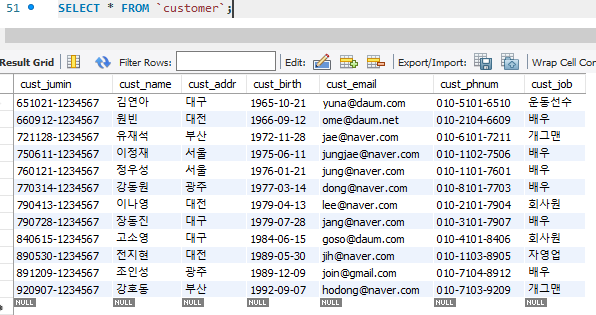 51 SELECT * FROM `customer`;
Result Grid Filter Rows: Edit: Export/Import: Wrap Cell Con
cust_jumin cust_name cust_addr cust_birth cust_email cust_phnum cust_job
651021-1234567 김연아 대구 1965-10-21 yuna@daum.com 010-5101-6510 운동선수
660912-1234567 원빈 대전 1966-09-12 ome@daum.net 010-2104-6609 배우
721128-1234567 유재석 부산 1972-11-28 jae@naver.com 010-6101-7211 개그맨
750611-1234567 이정재 서울 1975-06-11 jungjae@naver.com 010-1102-7506 배우
760121-1234567 정우성 서울 1976-01-21 jung@naver.com 010-1101-7601 배우
770314-1234567 강동원 광주 1977-03-14 dong@naver.com 010-8101-7703 배우
790413-1234567 이나영 대전 1979-04-13 lee@naver.com 010-2101-7904 회사원
790728-1234567 장동진 대구 1979-07-28 jang@naver.com 010-3101-7907 배우
840615-1234567 고소영 대구 1984-06-15 goso@daum.com 010-4101-8406 회사원
890530-1234567 전지현 대전 1989-05-30 jih@naver.com 010-1103-8905 자영업
891209-1234567 조인성 광주 1989-12-09 join@gmail.com 010-7104-8912 배우
920907-1234567 강호동 부산 1992-09-07 hodong@naver.com 010-7103-9209 개그맨
NULL NULL NULL NULL NULL NULL NULL